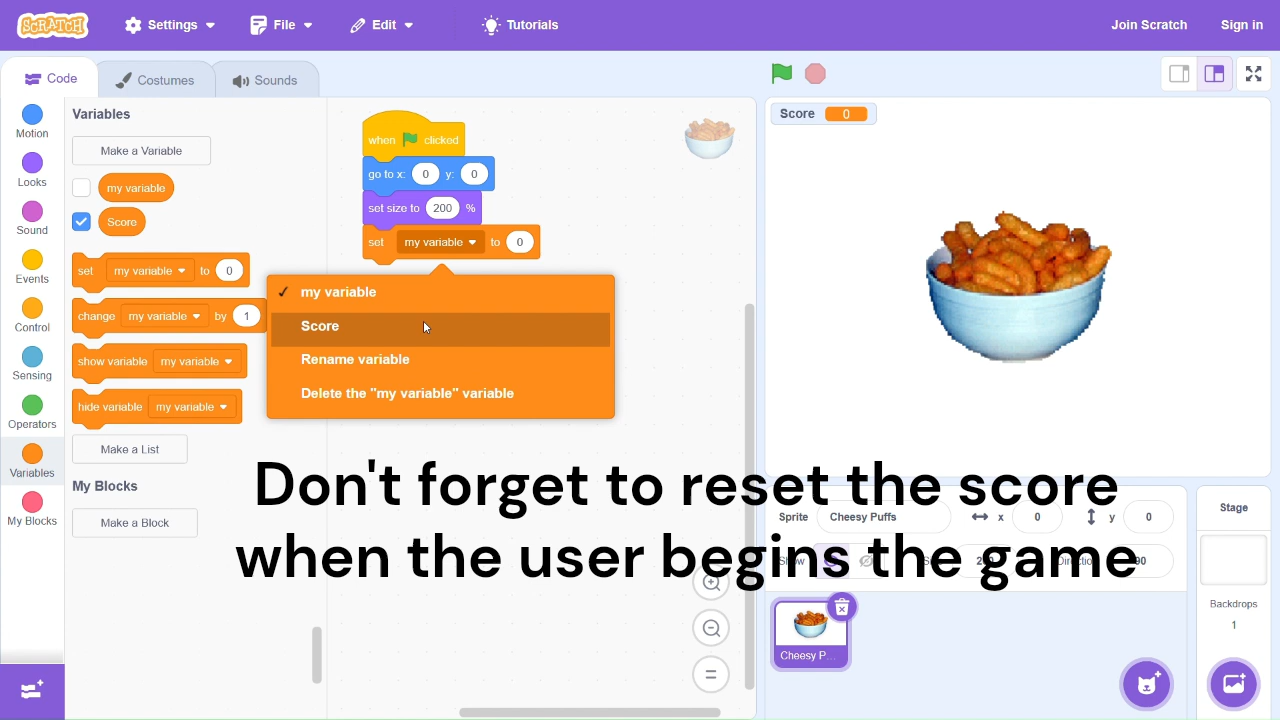 SCRATCH
Settings
File
Edit
Tutorials
Join Scratch
Sign in
Code
Costumes
Sounds
Motion
Looks
Sound
Events
Control
Sensing
Operators
Variables
My Blocks
Variables
Make a Variable
my variable
Score
set my variable to 0
change my variable by 1
show variable my variable
hide variable my variable
Make a List
My Blocks
Make a Block
when clicked
go to x: 0 y: 0
set size to 200 %
set my variable to 0
✓ my variable
Score
Rename variable
Delete the "my variable" variable
Score 0
Don't forget to reset the score
when the user begins the game
Sprite Cheesy Puffs x 0 y 0
Show
Cheesy P...
Stage
Backdrops
1